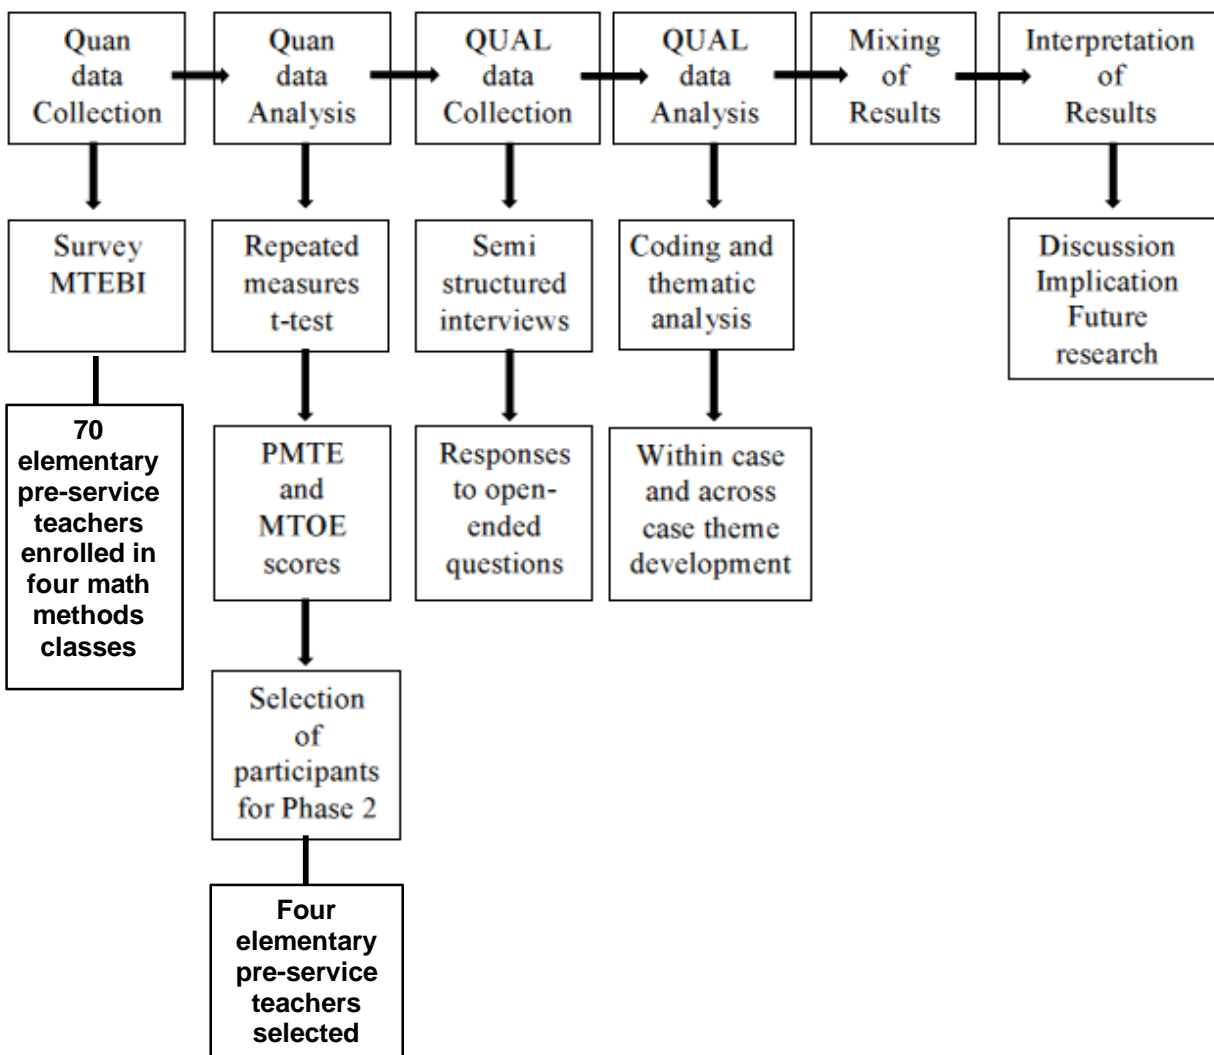 Quan
data
Collection
Quan
data
Analysis
QUAL
data
Collection
QUAL
data
Analysis
Mixing
of
Results
Interpretation
of
Results
Survey
MTEBI
Repeated
measures
t-test
Semi
structured
interviews
Coding and
thematic
analysis
Discussion
Implication
Future
research
70
elementary
pre-service
teachers
enrolled in
four math
methods
classes
PMTE
and
MTOE
scores
Responses
to open-
ended
questions
Within case
and across
case theme
development
Selection
of
participants
for Phase 2
Four
elementary
pre-service
teachers
selected